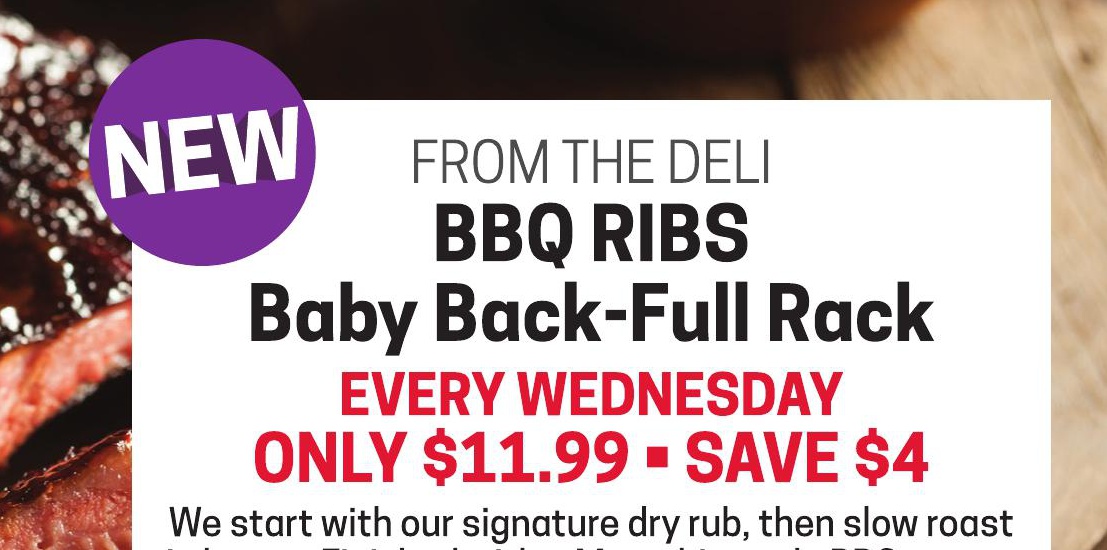 NEW
FROM THE DELI
BBQ RIBS
Baby Back-Full Rack
EVERY WEDNESDAY
ONLY $11.99 ▪ SAVE $4
We start with our signature dry rub, then slow roast